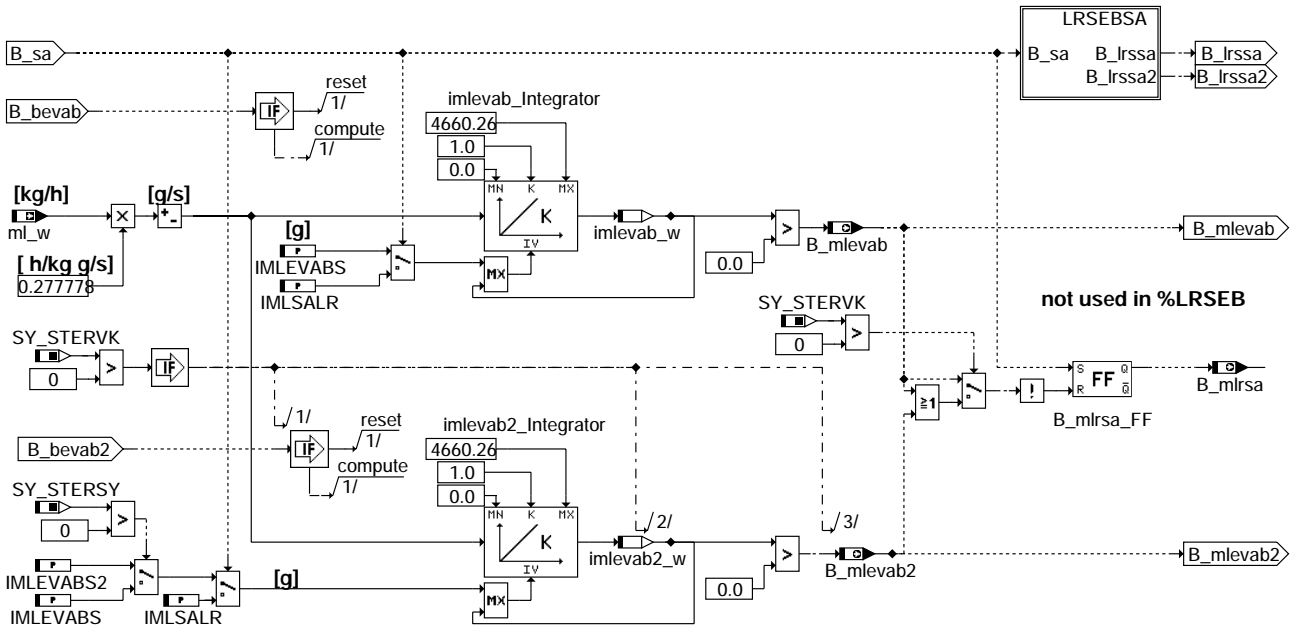 LRSEBSA
B_sa
B_sa
B_lrssa
B_lrssa
B_lrssa2
B_lrssa2
reset
1/
B_bevab
IF
compute
1/
imlevab_Integrator
4660.26
1.0
0.0
MN K MX
K
IV
[kg/h]
[g/s]
ml_w
×
+
-
[ h/kg g/s]
0.277778
[g]
P
IMLEVABS
P
IMLSALR
MX
imlevab_w
>
0.0
B_mlevab
B_mlevab
not used in %LRSEB
SY_STERVK
>
0
SY_STERVK
>
0
IF
≥1
!
S Q
FF
R Q̅
B_mlrsa_FF
B_mlrsa
/1/
reset
1/
B_bevab2
IF
compute
1/
imlevab2_Integrator
4660.26
1.0
0.0
MN K MX
K
IV
/2/
/3/
SY_STERSY
>
0
imlevab2_w
>
0.0
B_mlevab2
B_mlevab2
P
IMLEVABS2
P
IMLEVABS
P
IMLSALR
[g]
MX